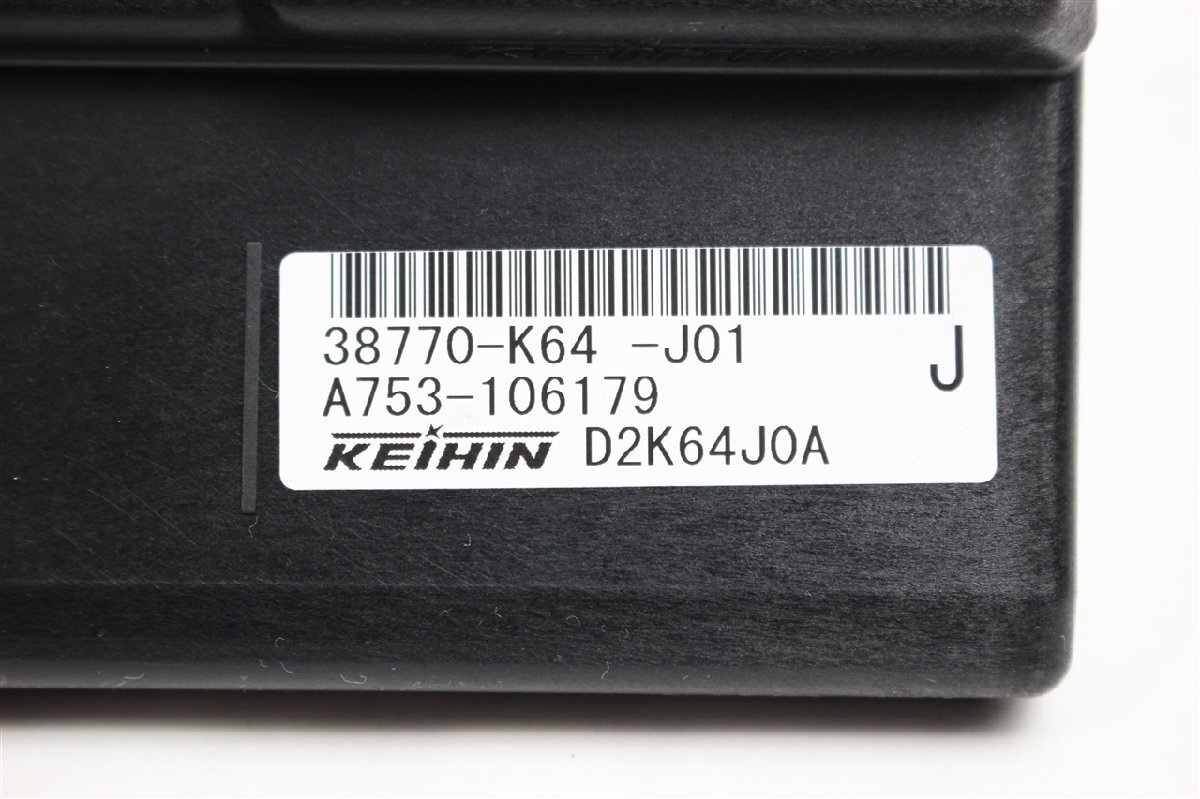 38770-K64 -J01
J
A753-106179
KEIHIN D2K64J0A